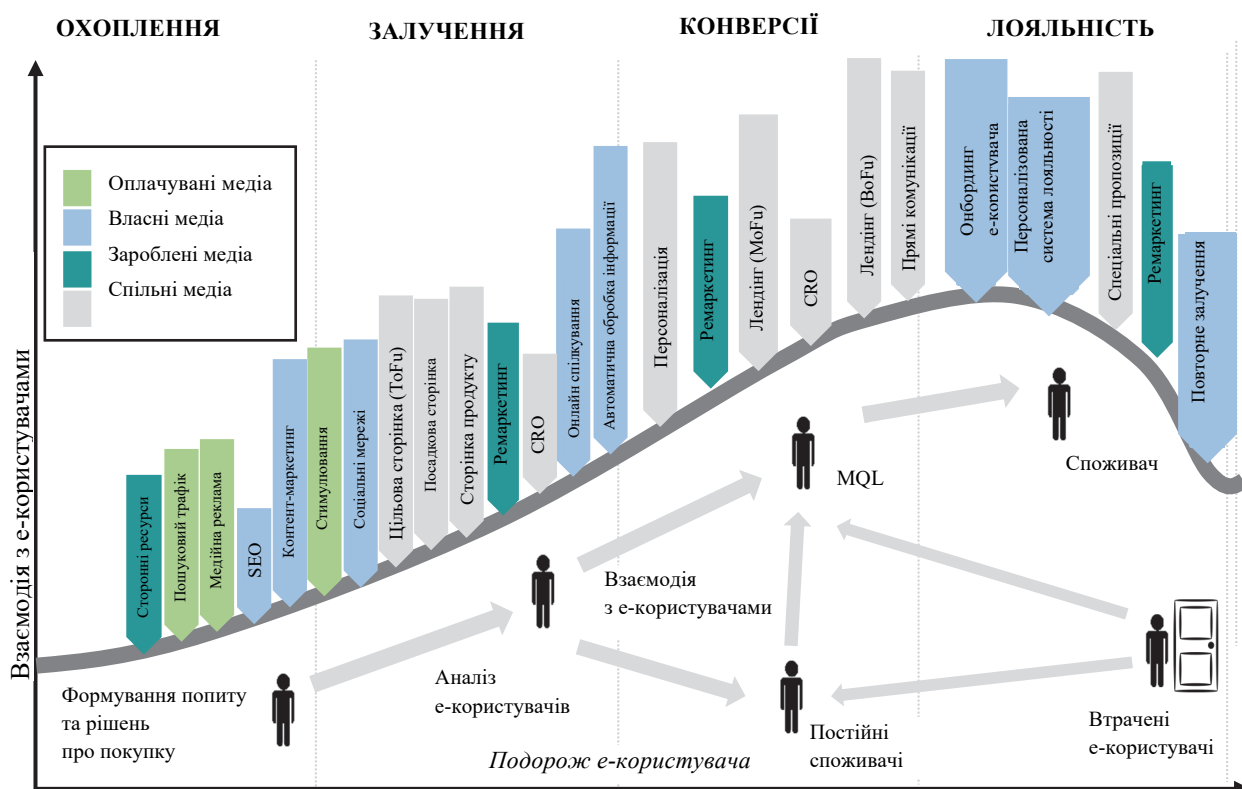 ОХОПЛЕННЯ
ЗАЛУЧЕННЯ
КОНВЕРСІЇ
ЛОЯЛЬНІСТЬ
Взаємодія з е-користувачами
Оплачувані медіа
Власні медіа
Зароблені медіа
Спільні медіа
Сторонні ресурси
Пошуковий трафік
Медійна реклама
SEO
Контент-маркетинг
Стимулювання
Соціальні мережі
Цільова сторінка (ToFu)
Посадкова сторінка
Сторінка продукту
Ремаркетинг
CRO
Онлайн спілкування
Автоматична обробка інформації
Персоналізація
Ремаркетинг
Лендінг (MoFu)
CRO
Лендінг (BoFu)
Прямі комунікації
Онбординг
е-користувача
Персоналізована
система лояльності
Спеціальні пропозиції
Ремаркетинг
Повторне залучення
Формування попиту
та рішень
про покупку
Аналіз
е-користувачів
Взаємодія
з е-користувачами
MQL
Споживач
Постійні
споживачі
Втрачені
е-користувачі
Подорож е-користувача